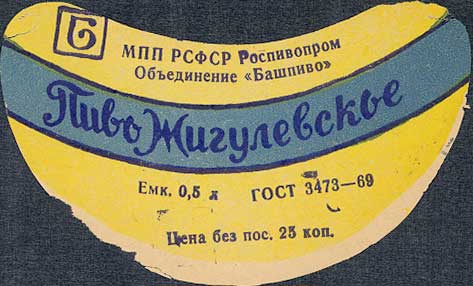 Б
МПП РСФСР Роспивопром
Объединение «Башпиво»
Пиво Жигулевское
Емк. 0,5 л ГОСТ 3473—69
Цена без пос. 25 коп.